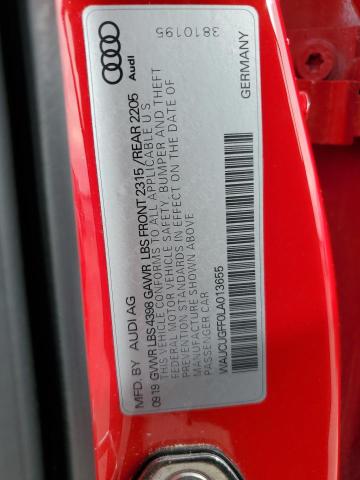 MFD. BY AUDI AG
09.19 GVWR LBS 4398 GAWR LBS FRONT 2315 /REAR 2205
THIS VEHICLE CONFORMS TO ALL APPLICABLE U S
FEDERAL MOTOR VEHICLE SAFETY, BUMPER AND THEFT
PREVENTION STANDARDS IN EFFECT ON THE DATE OF
MANUFACTURE SHOWN ABOVE
PASSENGER CAR
WAUCUGFF0LA013655
GERMANY
Audi
3810195